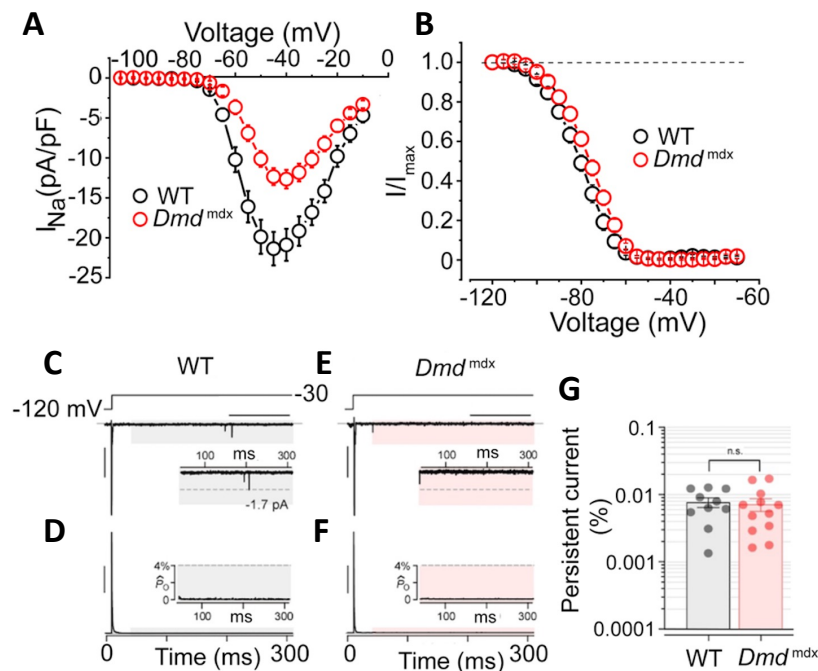 A
Voltage (mV)
-100 -80 -60 -40 -20 0
0
-5
-10
-15
-20
-25
I_Na(pA/pF)
WT
Dmd^mdx
B
1.0
0.8
0.6
0.4
0.2
0
I/I_max
WT
Dmd^mdx
-120 -80 -40 -60
Voltage (mV)
C WT
-120 mV
100 ms 300
-1.7 pA
D
4%
P̂_O
0
100 ms 300
0 Time (ms) 300
E Dmd^mdx
-30
100 ms 300
F
4%
P̂_O
0
100 ms 300
0 Time (ms) 300
G
Persistent current
(%)
0.1
0.01
0.001
0.0001
n.s.
WT Dmd^mdx